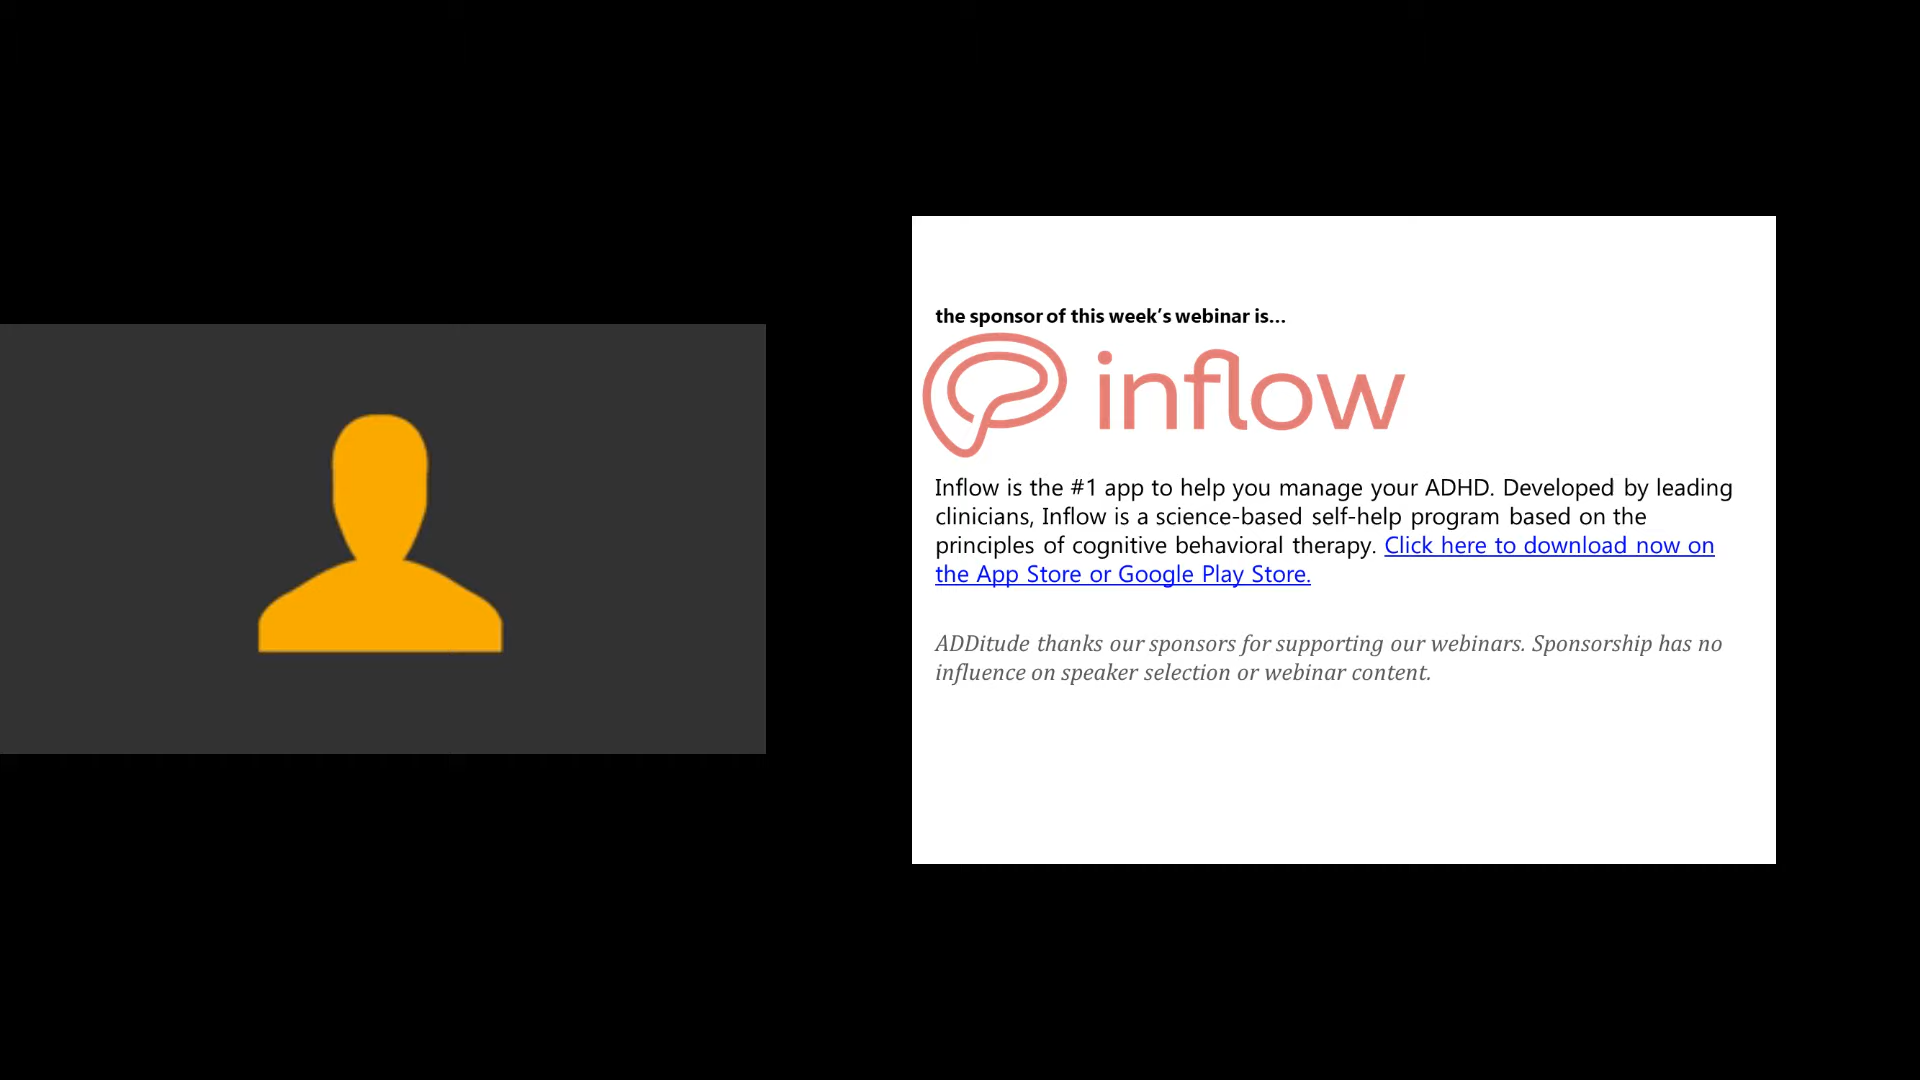 the sponsor of this week's webinar is...
inflow
Inflow is the #1 app to help you manage your ADHD. Developed by leading
clinicians, Inflow is a science-based self-help program based on the
principles of cognitive behavioral therapy. Click here to download now on
the App Store or Google Play Store.
ADDitude thanks our sponsors for supporting our webinars. Sponsorship has no
influence on speaker selection or webinar content.